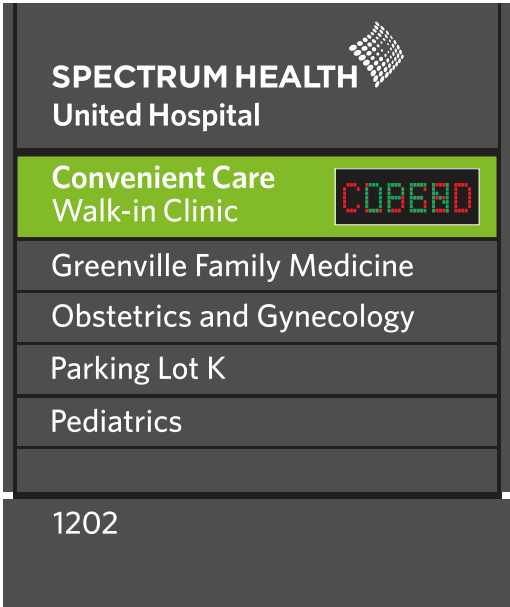 SPECTRUM HEALTH
United Hospital
Convenient Care
Walk-in Clinic
Greenville Family Medicine
Obstetrics and Gynecology
Parking Lot K
Pediatrics
1202